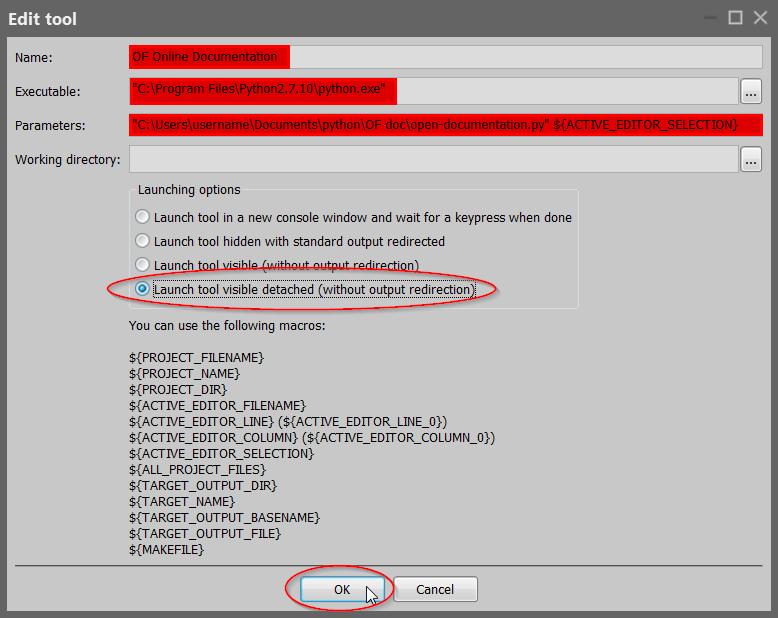 Edit tool
Name: OF Online Documentation
Executable: "C:\Program Files\Python2.7.10\python.exe" ...
Parameters: "C:\Users\username\Documents\python\OF doc\open-documentation.py" ${ACTIVE_EDITOR_SELECTION}
Working directory: ...
Launching options
Launch tool in a new console window and wait for a keypress when done
Launch tool hidden with standard output redirected
Launch tool visible (without output redirection)
Launch tool visible detached (without output redirection)
You can use the following macros:
${PROJECT_FILENAME}
${PROJECT_NAME}
${PROJECT_DIR}
${ACTIVE_EDITOR_FILENAME}
${ACTIVE_EDITOR_LINE} (${ACTIVE_EDITOR_LINE_0})
${ACTIVE_EDITOR_COLUMN} (${ACTIVE_EDITOR_COLUMN_0})
${ACTIVE_EDITOR_SELECTION}
${ALL_PROJECT_FILES}
${TARGET_OUTPUT_DIR}
${TARGET_NAME}
${TARGET_OUTPUT_BASENAME}
${TARGET_OUTPUT_FILE}
${MAKEFILE}
OK Cancel